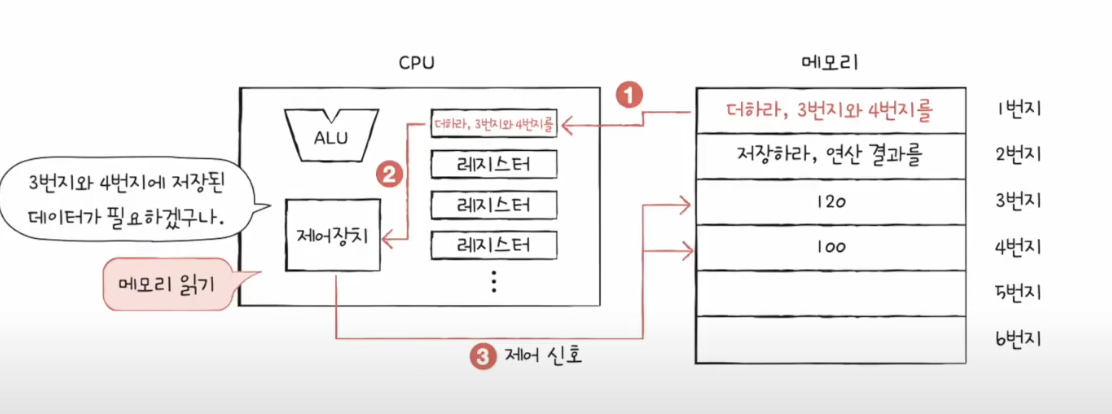 CPU
메모리
ALU
더하라, 3번지와 4번지를
레지스터
레지스터
레지스터
제어장치
3번지와 4번지에 저장된
데이터가 필요하겠구나.
메모리 읽기
1
2
3 제어 신호
더하라, 3번지와 4번지를
1번지
저장하라, 연산 결과를
2번지
120
3번지
100
4번지
5번지
6번지